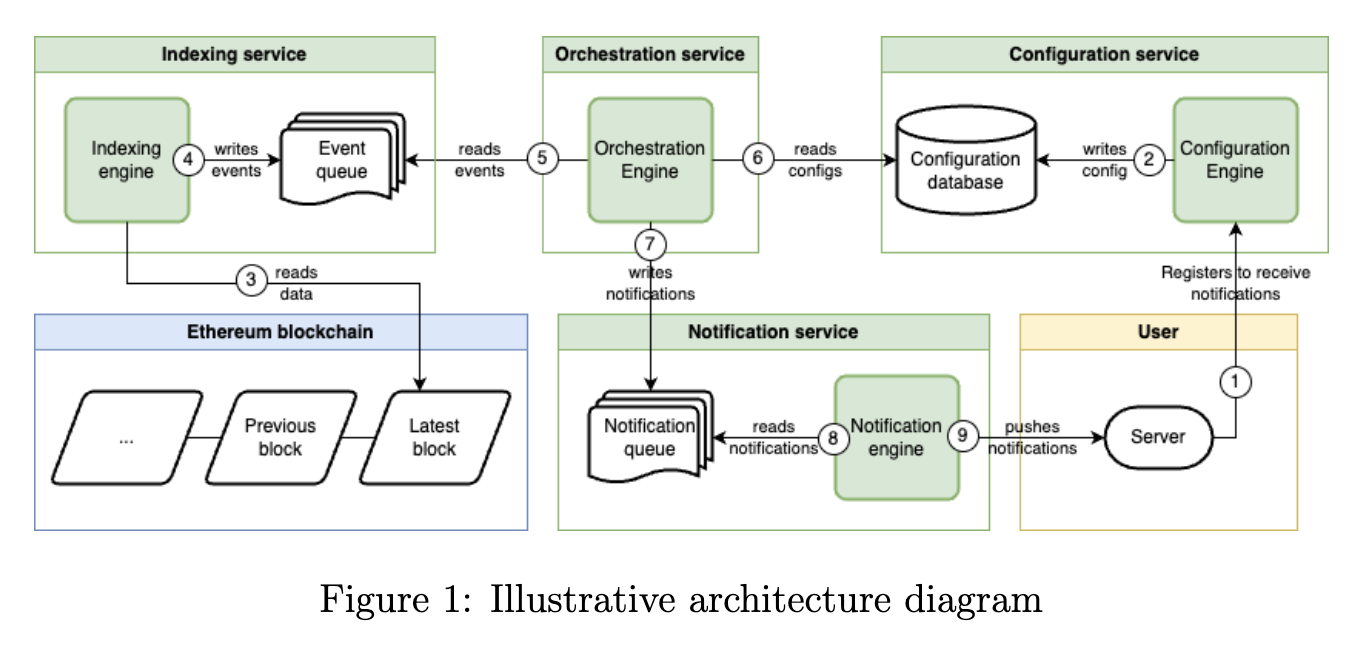 Indexing service
Orchestration service
Configuration service
Indexing
engine
4
writes
events
Event
queue
reads
events
5
Orchestration
Engine
6
reads
configs
Configuration
database
writes
config
2
Configuration
Engine
7
writes
notifications
3
reads
data
Registers to receive
notifications
Ethereum blockchain
Notification service
User
1
...
Previous
block
Latest
block
Notification
queue
reads
notifications
8
Notification
engine
9
pushes
notifications
Server
Figure 1: Illustrative architecture diagram